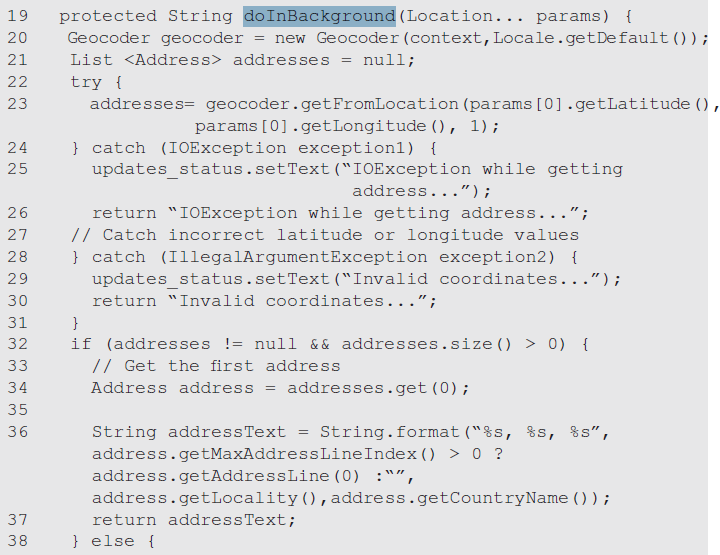 19 protected String doInBackground(Location... params) {
20 Geocoder geocoder = new Geocoder(context,Locale.getDefault());
21 List <Address> addresses = null;
22 try {
23 addresses= geocoder.getFromLocation(params[0].getLatitude(),
params[0].getLongitude(), 1);
24 } catch (IOException exception1) {
25 updates_status.setText(“IOException while getting
address...”);
26 return “IOException while getting address...”;
27 // Catch incorrect latitude or longitude values
28 } catch (IllegalArgumentException exception2) {
29 updates_status.setText(“Invalid coordinates...”);
30 return “Invalid coordinates...”;
31 }
32 if (addresses != null && addresses.size() > 0) {
33 // Get the first address
34 Address address = addresses.get(0);
35
36 String addressText = String.format(“%s, %s, %s”,
address.getMaxAddressLineIndex() > 0 ?
address.getAddressLine(0) :“”,
address.getLocality(),address.getCountryName());
37 return addressText;
38 } else {